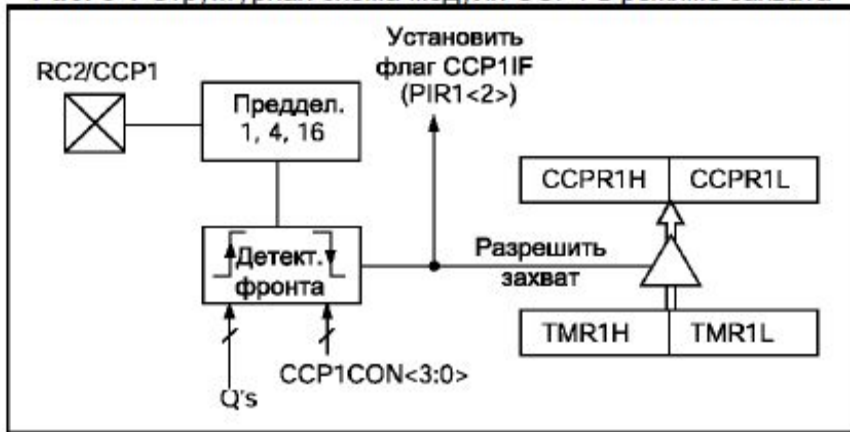 RC2/CCP1
Преддел.
1, 4, 16
Установить
флаг CCP1IF
(PIR1<2>)
CCPR1H CCPR1L
Детект.
фронта
Разрешить
захват
TMR1H TMR1L
CCP1CON<3:0>
Q's